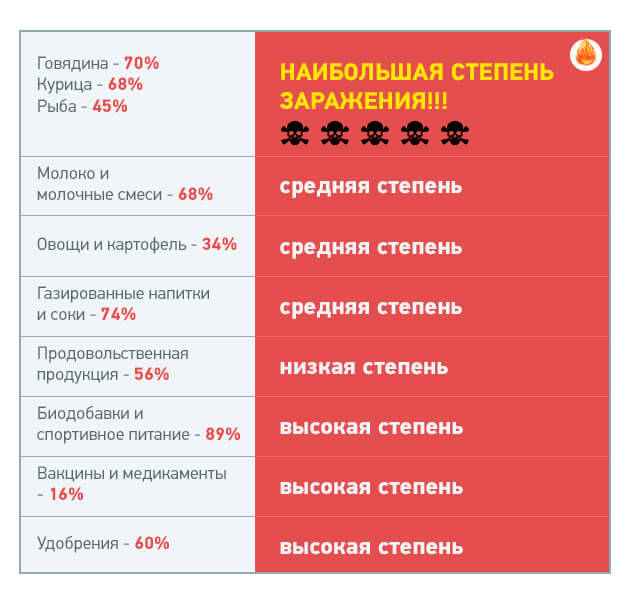 Говядина - 70%
Курица - 68%
Рыба - 45%
НАИБОЛЬШАЯ СТЕПЕНЬ
ЗАРАЖЕНИЯ!!!
Молоко и
молочные смеси - 68%
средняя степень
Овощи и картофель - 34%
средняя степень
Газированные напитки
и соки - 74%
средняя степень
Продовольственная
продукция - 56%
низкая степень
Биодобавки и
спортивное питание - 89%
высокая степень
Вакцины и медикаменты
- 16%
высокая степень
Удобрения - 60%
высокая степень